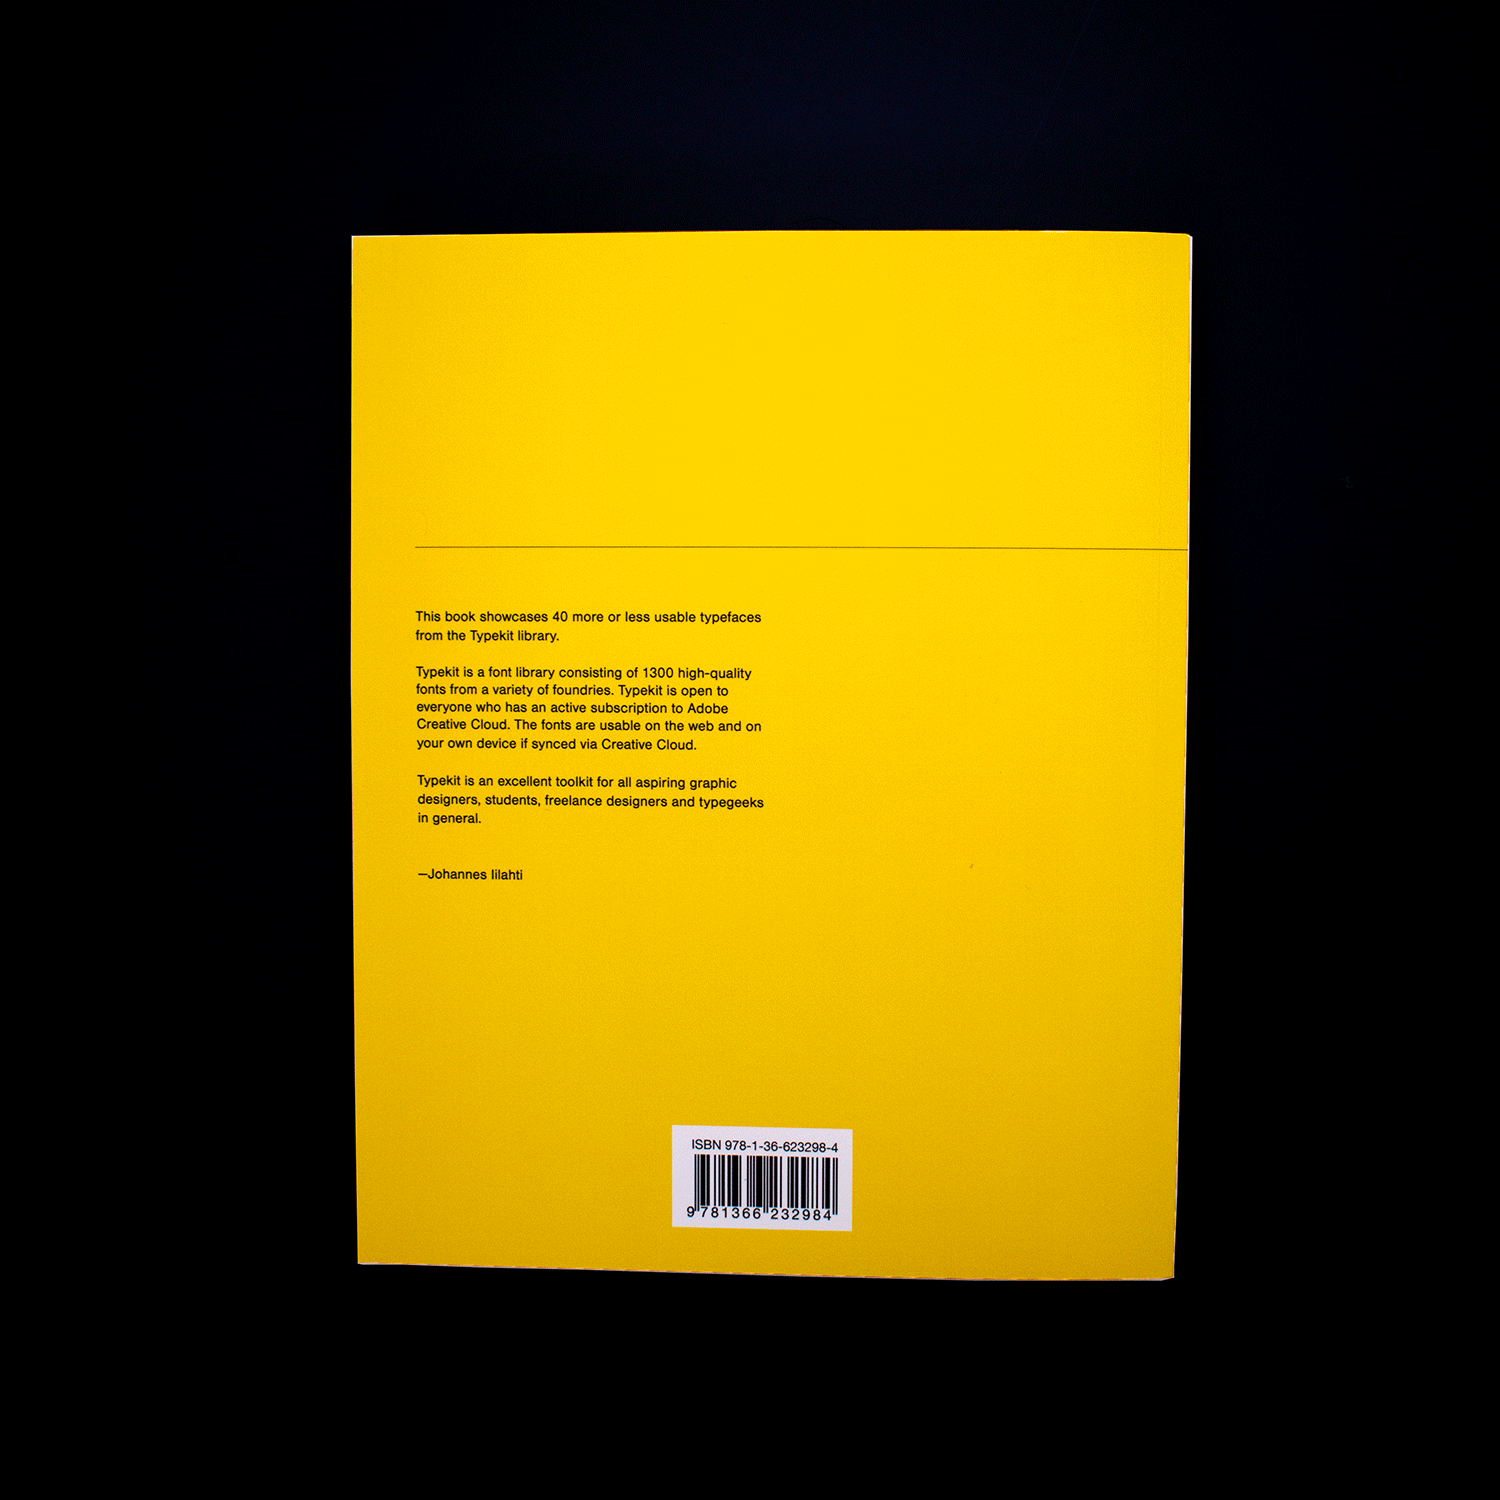 This book showcases 40 more or less usable typefaces
from the Typekit library.
Typekit is a font library consisting of 1300 high-quality
fonts from a variety of foundries. Typekit is open to
everyone who has an active subscription to Adobe
Creative Cloud. The fonts are usable on the web and on
your own device if synced via Creative Cloud.
Typekit is an excellent toolkit for all aspiring graphic
designers, students, freelance designers and typegeeks
in general.
—Johannes Iilahti
ISBN 978-1-36-623298-4
9 781366 232984